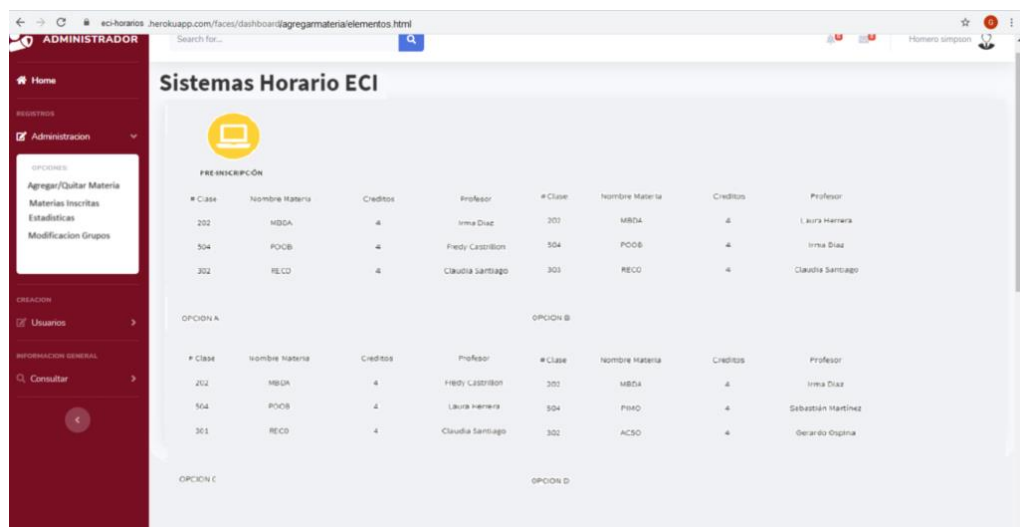 eci-horarios .herokuapp.com/faces/dashboard/agregarmateria/elementos.html
G
ADMINISTRADOR
Search for...
Homero simpson
Home
REGISTROS
Administracion
OPCIONES:
Agregar/Quitar Materia
Materias Inscritas
Estadisticas
Modificacion Grupos
CREACION
Usuarios
INFORMACION GENERAL
Consultar
Sistemas Horario ECI
PRE-INSCRIPCÓN
# Clase Nombre Materia Creditos Profesor
202 MBDA 4 Irma Diaz
504 POOB 4 Fredy Castrillon
302 RECO 4 Claudia Santiago
OPCION A
# Clase Nombre Materia Creditos Profesor
202 MBDA 4 Laura Herrera
504 POOB 4 Irma Diaz
303 RECO 4 Claudia Santiago
OPCION B
# Clase Nombre Materia Creditos Profesor
202 MBDA 4 Fredy Castrillon
504 POOB 4 Laura Herrera
301 RECO 4 Claudia Santiago
OPCION C
# Clase Nombre Materia Creditos Profesor
202 MBDA 4 Irma Diaz
504 PIMO 4 Sebastián Martínez
302 ACSO 4 Gerardo Ospina
OPCION D